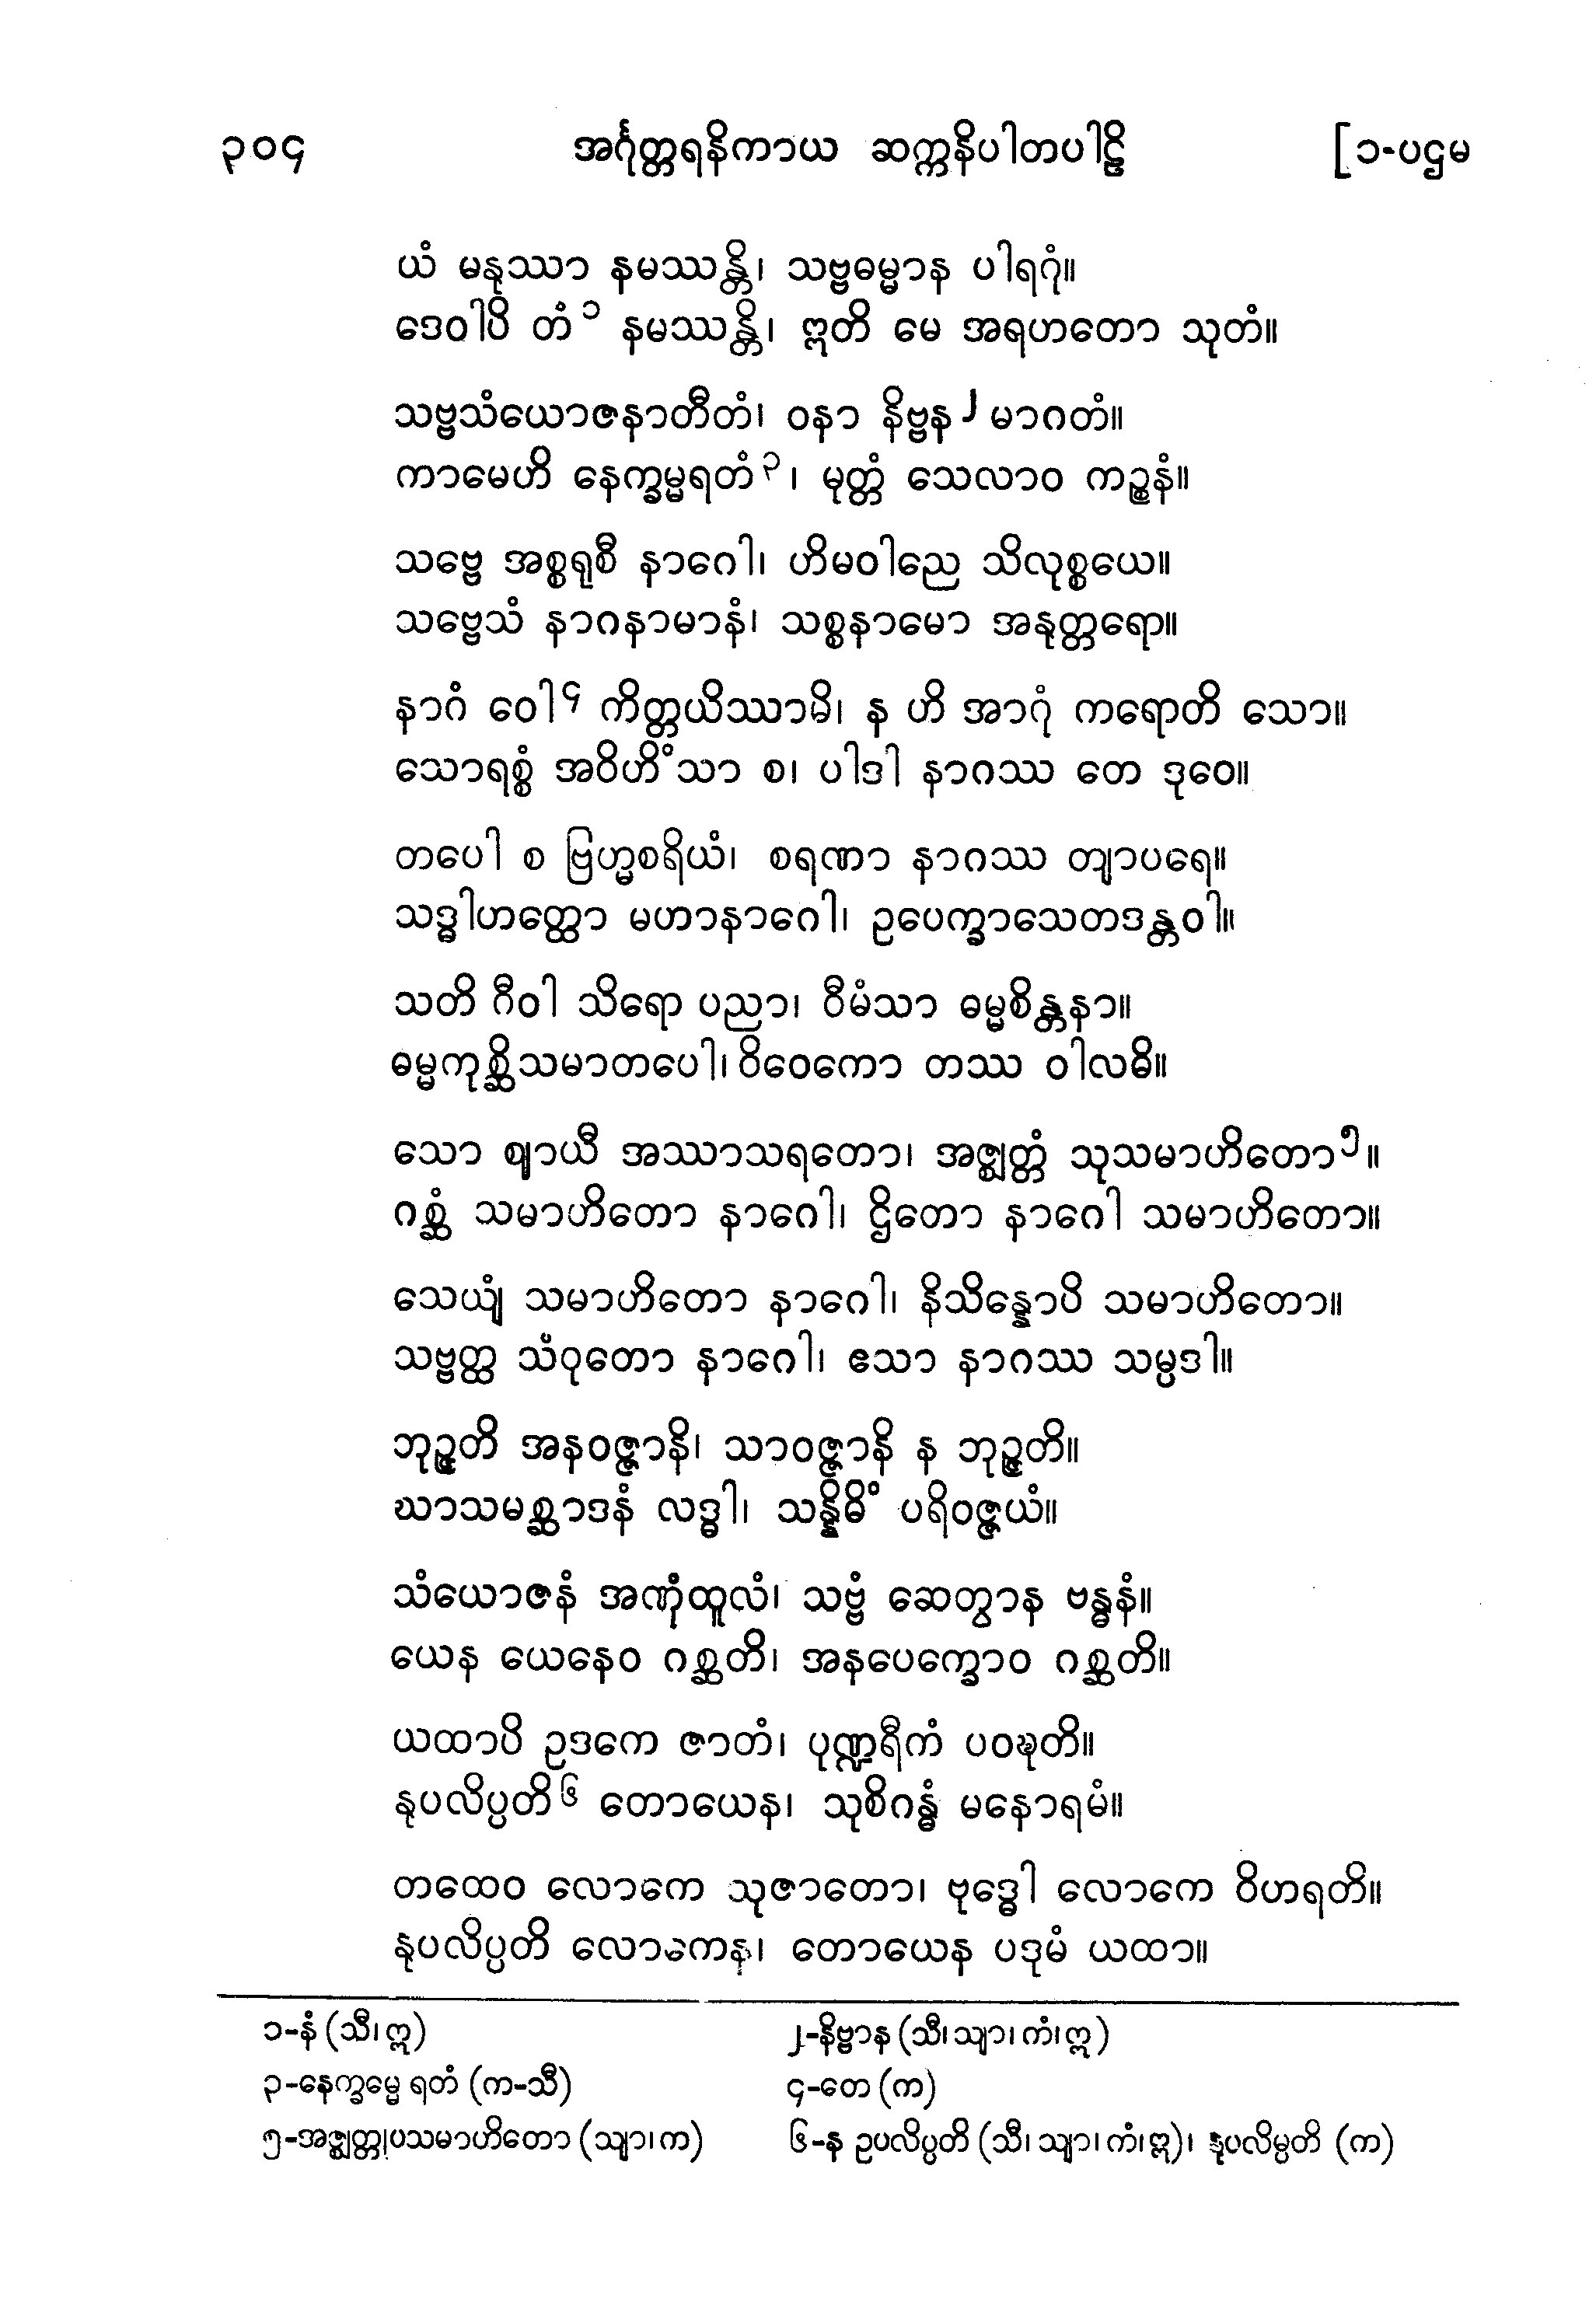 ၃၀၄ အင်္ဂုတ္တရနိကာယ ဆက္ကနိပါတပါဠိ [၁-ပဌမ
ယံ မနုဿာ နမဿန္တိ၊ သဗ္ဗဓမ္မာန ပါရဂုံ။
ဒေဝါပိ တံ၁ နမဿန္တိ၊ ဣတိ မေ အရဟတော သုတံ။
သဗ္ဗသံယောဇနာတီတံ၊ ဝနာ နိဗ္ဗန၂ မာဂတံ။
ကာမေဟိ နေက္ခမ္မရတံ၃၊ မုတ္တံ သေလာဝ ကဉ္စနံ။
သဗ္ဗေ အစ္စရုစီ နာဂေါ၊ ဟိမဝါညေ သိလုစ္စယေ။
သဗ္ဗေသံ နာဂနာမာနံ၊ သစ္စနာမော အနုတ္တရော။
နာဂံ ဝေါ၄ ကိတ္တယိဿာမိ၊ န ဟိ အာဂုံ ကရောတိ သော။
သောရစ္စံ အဝိဟိံသာ စ၊ ပါဒါ နာဂဿ တေ ဒုဝေ။
တပေါ စ ဗြဟ္မစရိယံ၊ စရဏာ နာဂဿ တျာပရေ။
သဒ္ဓါဟတ္ထော မဟာနာဂေါ၊ ဥပေက္ခာသေတဒန္တဝါ။
သတိ ဂီဝါ သိရော ပညာ၊ ဝီမံသာ ဓမ္မစိန္တနာ။
ဓမ္မကုစ္ဆိသမာတပေါ၊ ဝိဝေကော တဿ ဝါလဓိ။
သော ဈာယီ အဿာသရတော၊ အဇ္ဈတ္တံ သုသမာဟိတော၅။
ဂစ္ဆံ သမာဟိတော နာဂေါ၊ ဌိတော နာဂေါ သမာဟိတော။
သေယျံ သမာဟိတော နာဂေါ၊ နိသိန္နောပိ သမာဟိတော။
သဗ္ဗတ္ထ သံဝုတော နာဂေါ၊ ဧသာ နာဂဿ သမ္ပဒါ။
ဘုဉ္ဇတိ အနဝဇ္ဇာနိ၊ သာဝဇ္ဇာနိ န ဘုဉ္ဇတိ။
ဃာသမစ္ဆာဒနံ လဒ္ဓါ၊ သန္နိဓိံ ပရိဝဇ္ဇယံ။
သံယောဇနံ အဏုံထူလံ၊ သဗ္ဗံ ဆေတွာန ဗန္ဓနံ။
ယေန ယေနေဝ ဂစ္ဆတိ၊ အနပေက္ခောဝ ဂစ္ဆတိ။
ယထာပိ ဥဒကေ ဇာတံ၊ ပုဏ္ဍရီကံ ပဝဍ္ဎတိ။
နုပလိပ္ပတိ၆ တောယေန၊ သုစိဂန္ဓံ မနောရမံ။
တထေဝ လောကေ သုဇာတော၊ ဗုဒ္ဓေါ လောကေ ဝိဟရတိ။
နုပလိပ္ပတိ လောကေန၊ တောယေန ပဒုမံ ယထာ။
၁-နံ (သီ၊ ဣ) ၂-နိဗ္ဗာန (သီ၊ သျာ၊ ကံ၊ ဣ)
၃-နေက္ခမ္မေ ရတံ (က-သီ) ၄-တေ (က)
၅-အဇ္ဈတ္တုပသမာဟိတော (သျာ၊ က) ၆-န ဥပလိပ္ပတိ (သီ၊ သျာ၊ ကံ၊ ဣ)၊ နုပလိမ္ပတိ (က)